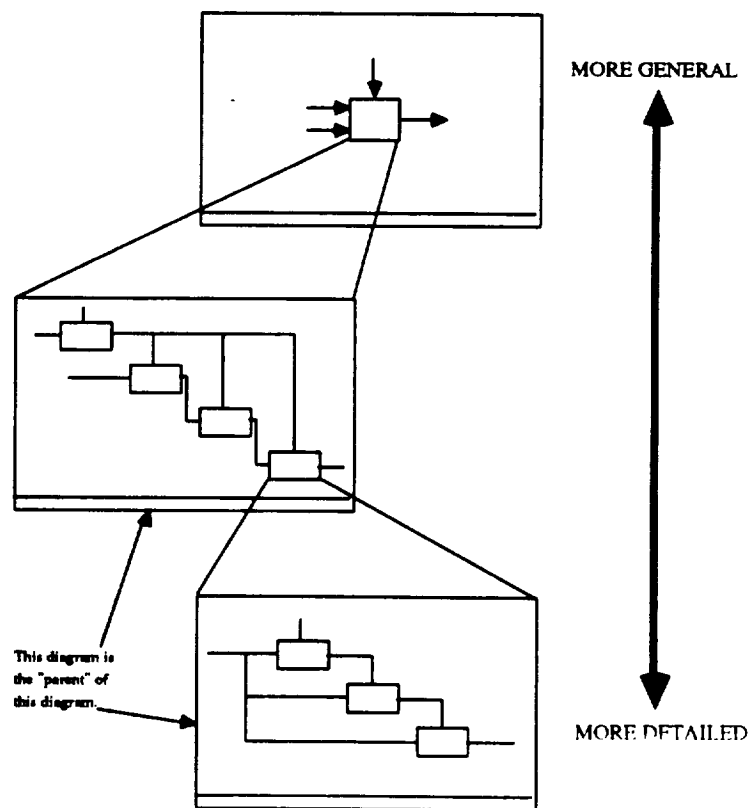 MORE GENERAL
This diagram is
the "parent" of
this diagram.
MORE DETAILED